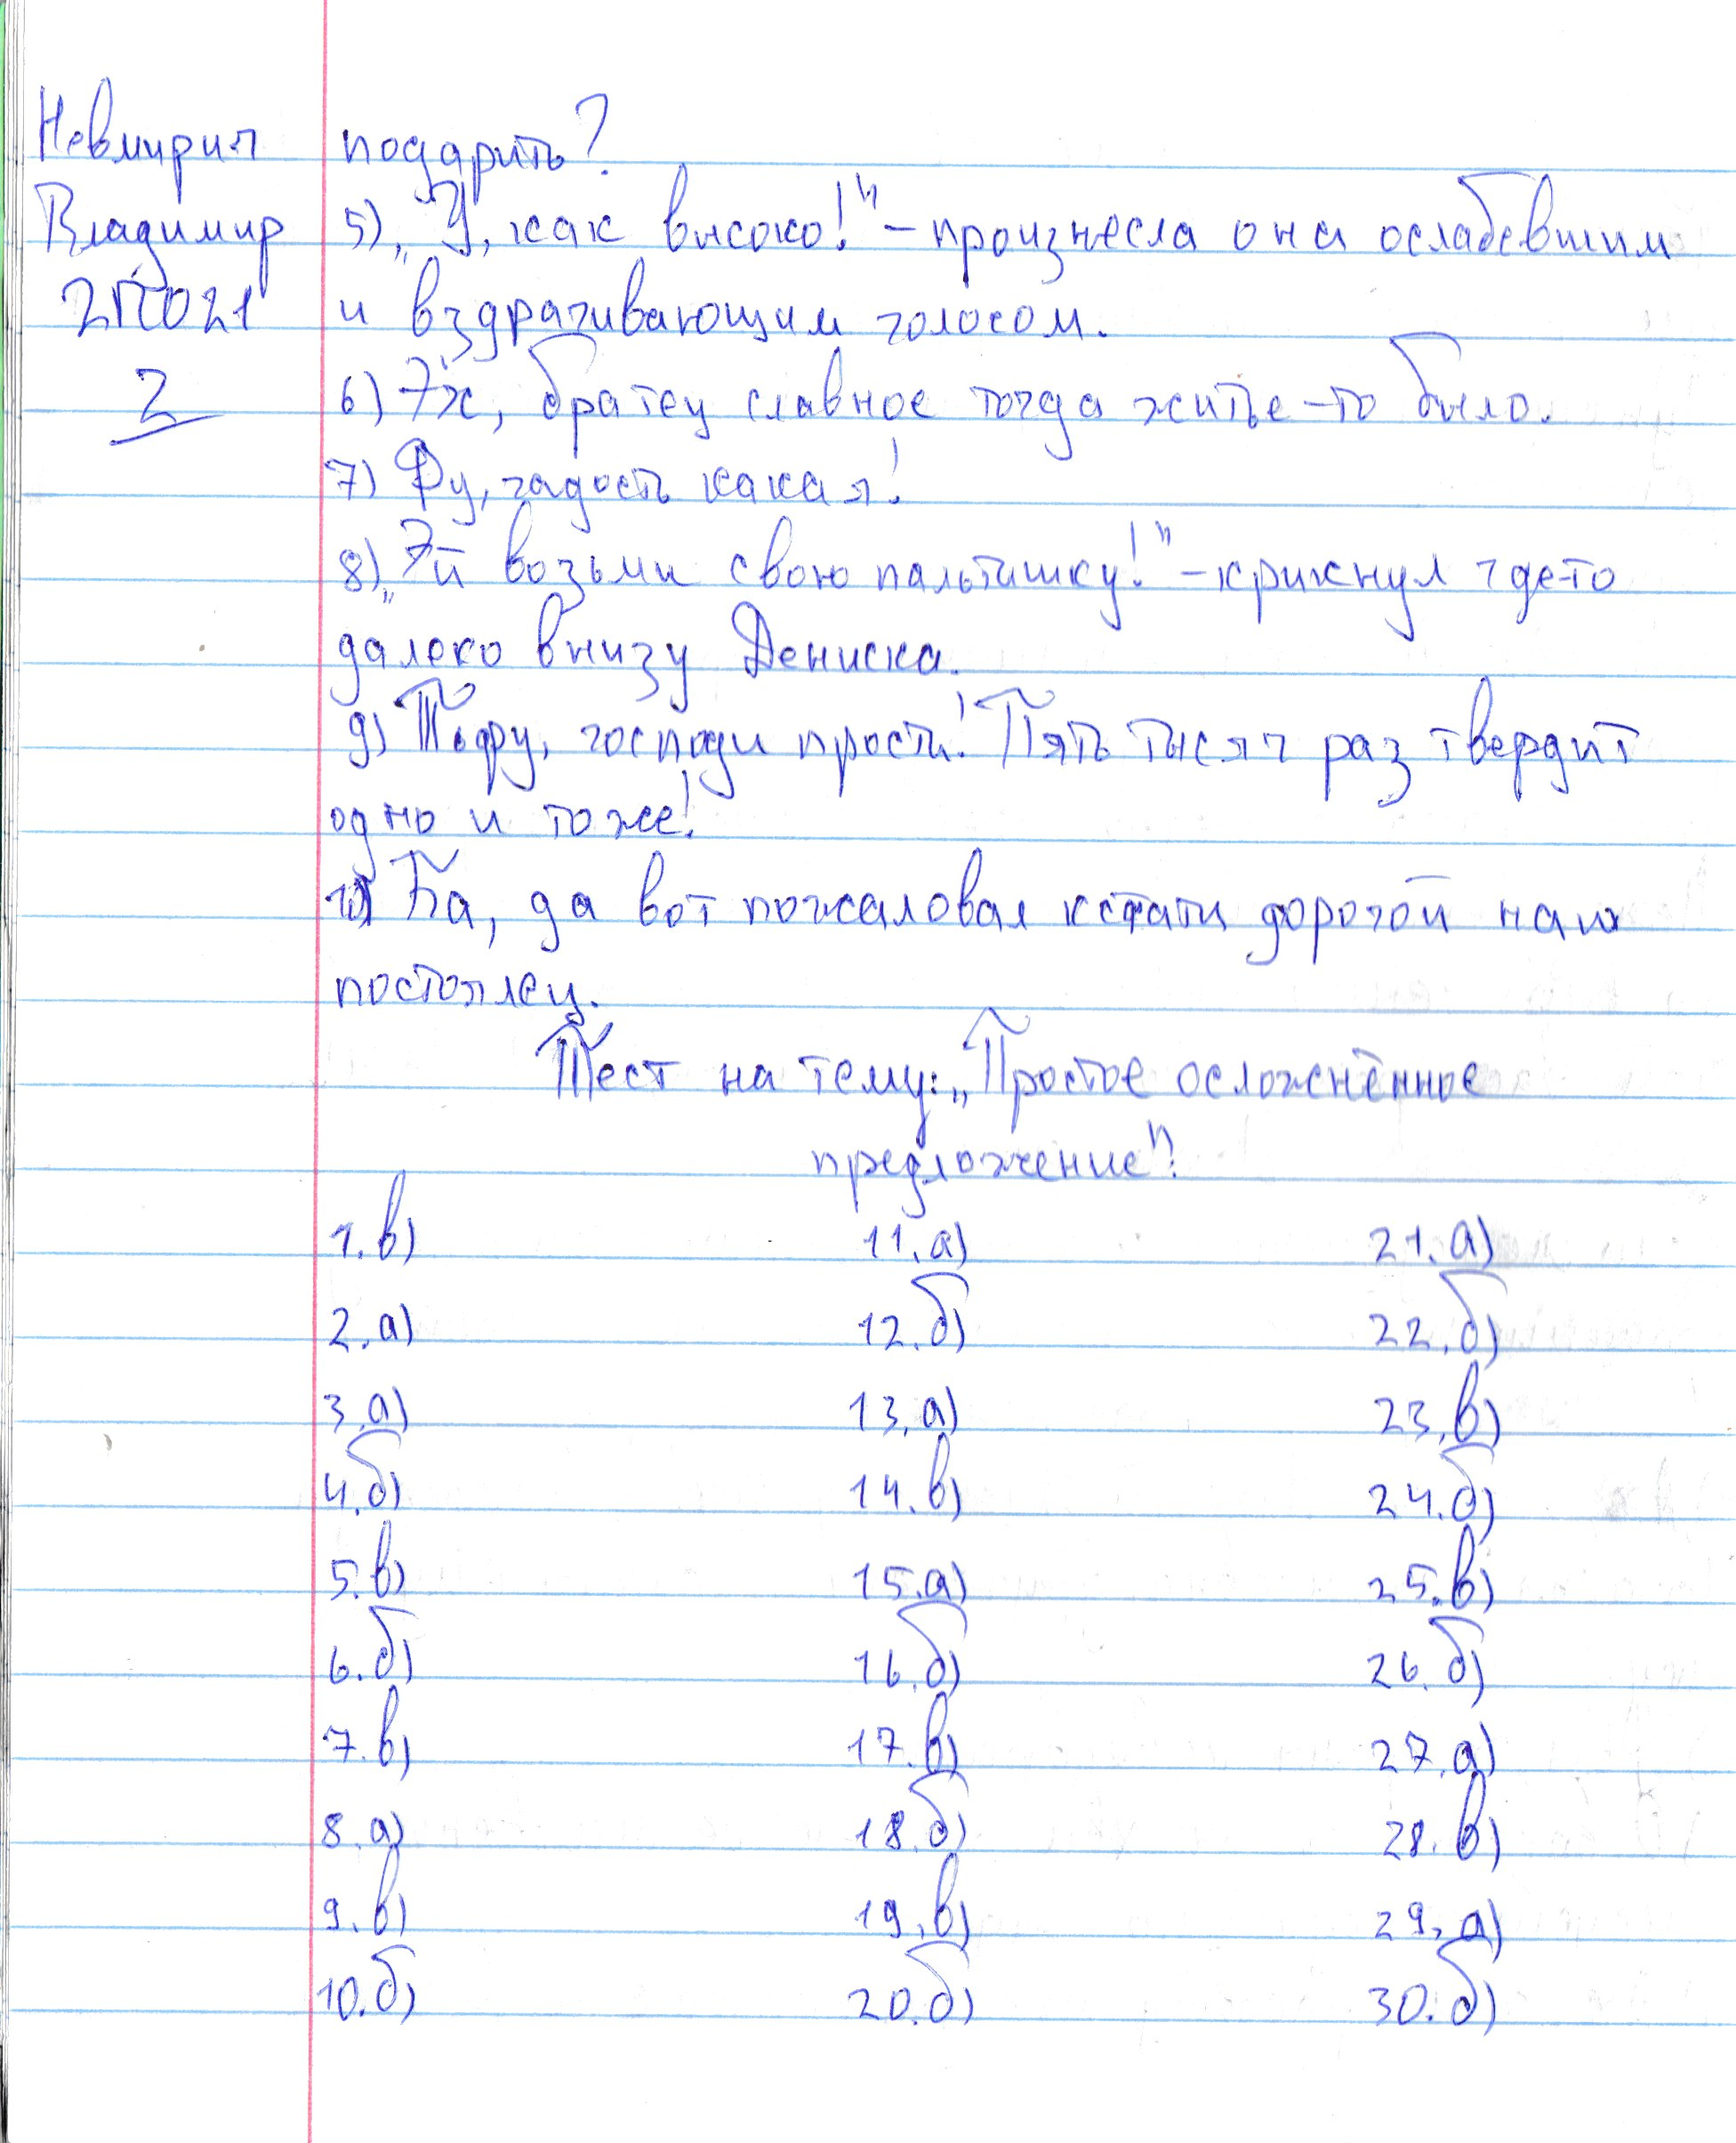 Невмирич
Владимир
2ПО21
2
подарить?
5) „У, как высоко!" – произнесла она ослабевшим
и вздрагивающим голосом.
6) Эх, братец славное тогда житье-то было.
7) Фу, гадость какая!
8) „Эй возьми свою пальтишку!" – крикнул где-то
далеко внизу Дениска.
9) Тьфу, господи прости! Пять тысяч раз твердит
одно и тоже!
10) Ба, да вот пожаловал кстати дорогой наш
постоялец.
Тест на тему: „Простое осложнённое
предложение":
1. в) 11. а) 21. а)
2. а) 12. б) 22. б)
3. а) 13. а) 23. в)
4. б) 14. в) 24. б)
5. в) 15. а) 25. в)
6. б) 16. б) 26. б)
7. в) 17. в) 27. а)
8. а) 18. б) 28. в)
9. в) 19. в) 29. а)
10. б) 20. б) 30. б)